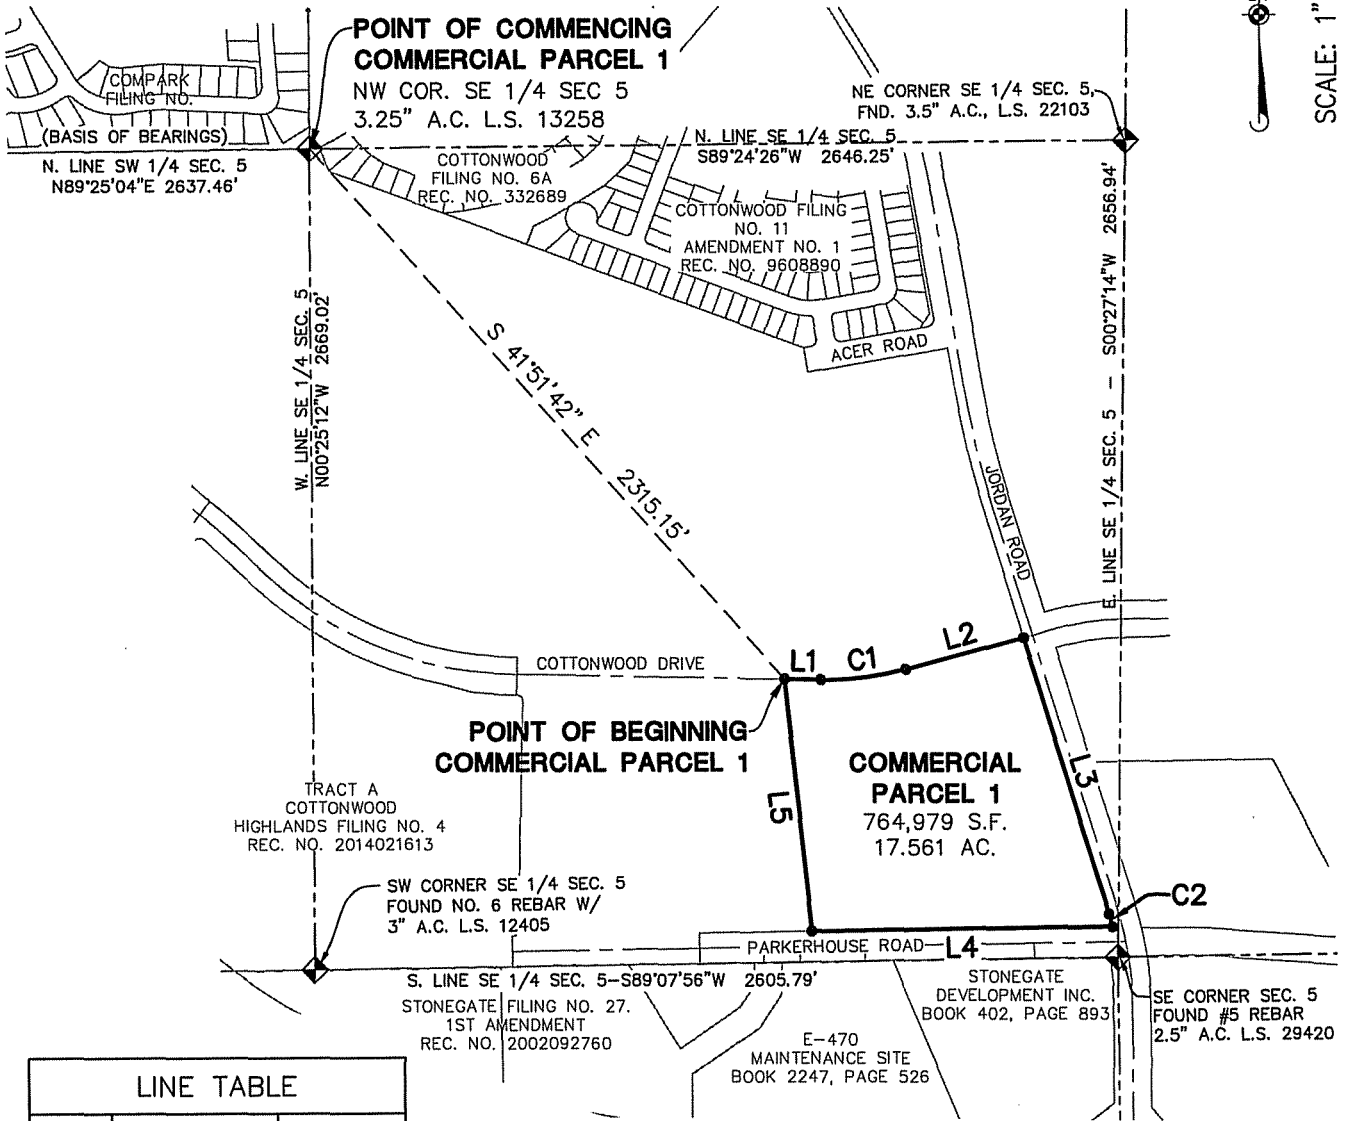 POINT OF COMMENCING
COMMERCIAL PARCEL 1
NW COR. SE 1/4 SEC 5
3.25" A.C. L.S. 13258
SCALE: 1"
COMPARK
FILING NO.
(BASIS OF BEARINGS)
N. LINE SW 1/4 SEC. 5
N89°25'04"E 2637.46'
NE CORNER SE 1/4 SEC. 5,
FND. 3.5" A.C., L.S. 22103
N. LINE SE 1/4 SEC. 5
S89°24'26"W 2646.25'
COTTONWOOD
FILING NO. 6A
REC. NO. 332689
COTTONWOOD FILING
NO. 11
AMENDMENT NO. 1
REC. NO. 9608890
ACER ROAD
W. LINE SE 1/4 SEC. 5
N00°25'12"W 2669.02'
S 41°51'42" E 2315.15'
JORDAN ROAD
E. LINE SE 1/4 SEC. 5 – S00°27'14"W 2656.94'
COTTONWOOD DRIVE
L1
C1
L2
POINT OF BEGINNING
COMMERCIAL PARCEL 1
COMMERCIAL
PARCEL 1
764,979 S.F.
17.561 AC.
L3
L5
TRACT A
COTTONWOOD
HIGHLANDS FILING NO. 4
REC. NO. 2014021613
SW CORNER SE 1/4 SEC. 5
FOUND NO. 6 REBAR W/
3" A.C. L.S. 12405
C2
PARKERHOUSE ROAD
L4
S. LINE SE 1/4 SEC. 5–S89°07'56"W 2605.79'
STONEGATE FILING NO. 27.
1ST AMENDMENT
REC. NO. 2002092760
E-470
MAINTENANCE SITE
BOOK 2247, PAGE 526
STONEGATE
DEVELOPMENT INC.
BOOK 402, PAGE 893
SE CORNER SEC. 5
FOUND #5 REBAR
2.5" A.C. L.S. 29420
LINE TABLE